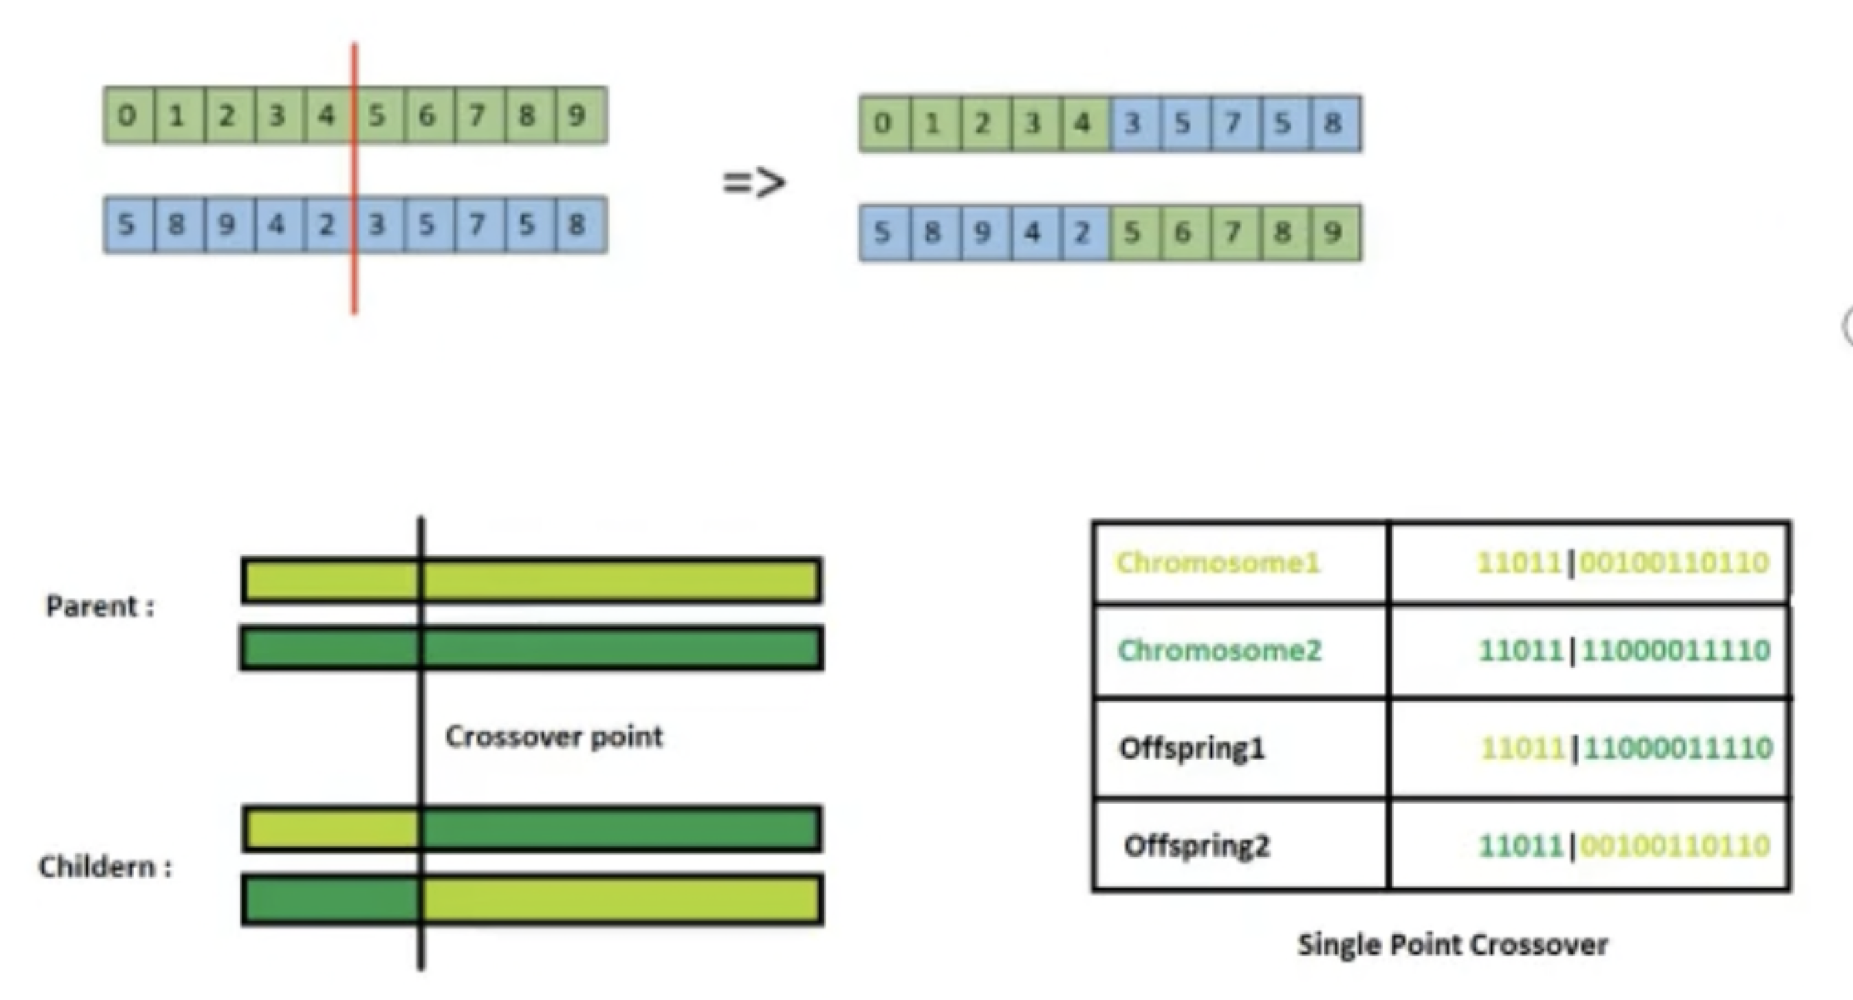 0 1 2 3 4 5 6 7 8 9
5 8 9 4 2 3 5 7 5 8
=>
0 1 2 3 4 3 5 7 5 8
5 8 9 4 2 5 6 7 8 9
Parent :
Crossover point
Childern :
Chromosome1 11011|00100110110
Chromosome2 11011|11000011110
Offspring1 11011|11000011110
Offspring2 11011|00100110110
Single Point Crossover